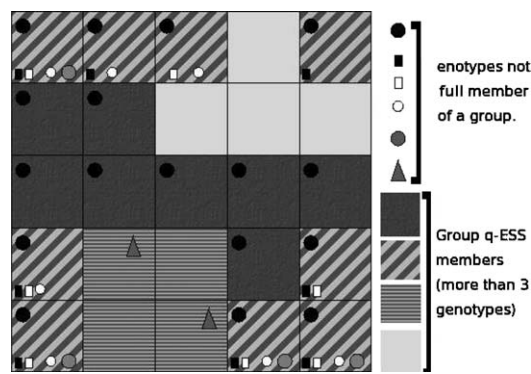 enotypes not
full member
of a group.
Group q-ESS
members
(more than 3
genotypes)